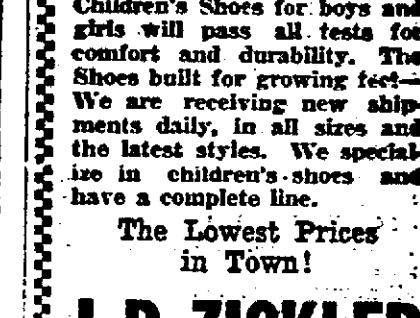 Children's Shoes for boys and
girls will pass all tests for
comfort and durability. The
Shoes built for growing feet—
We are receiving new ship-
ments daily, in all sizes and
the latest styles. We special-
ize in children's shoes and
have a complete line.
The Lowest Prices
in Town!